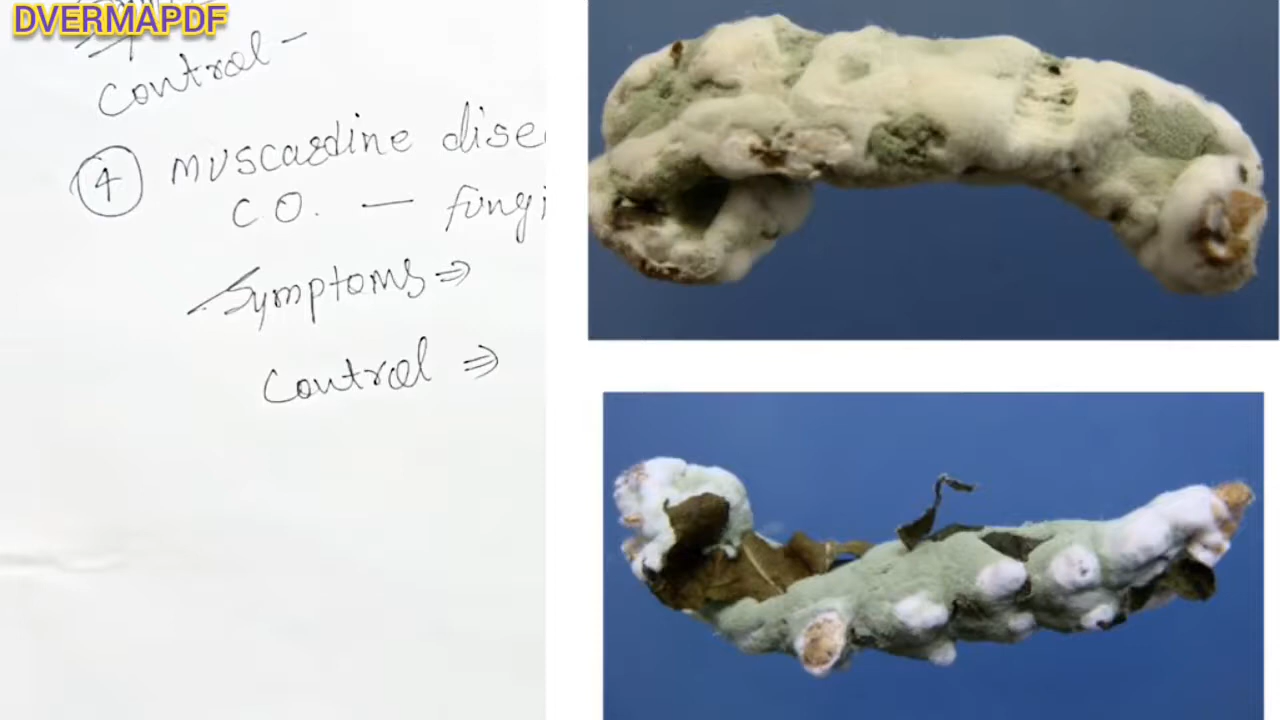 DVERMAPDF
Control -
④ Muscardine dise
C O. — fungi
Symptoms ⇒
Control ⇒